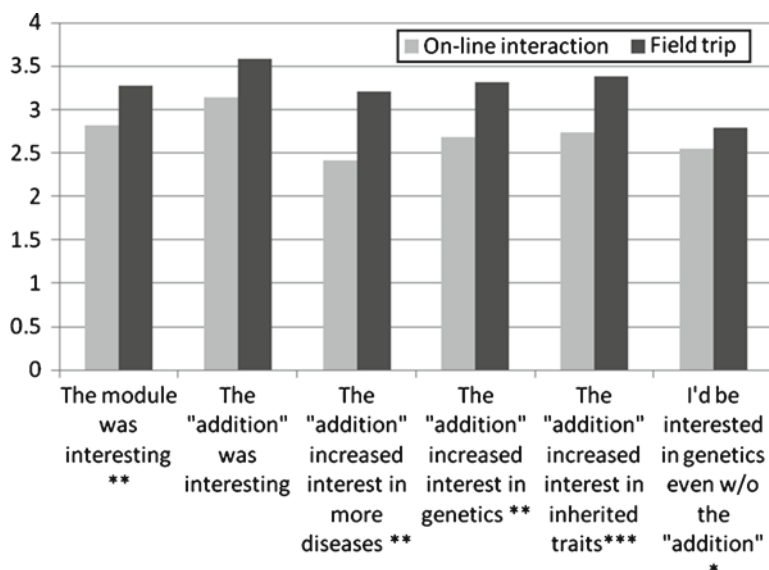 4
3.5
3
2.5
2
1.5
1
0.5
0
On-line interaction Field trip
The module
was
interesting
**
The
"addition"
was
interesting
The
"addition"
increased
interest in
more
diseases **
The
"addition"
increased
interest in
genetics **
The
"addition"
increased
interest in
inherited
traits***
I'd be
interested
in genetics
even w/o
the
"addition"
*